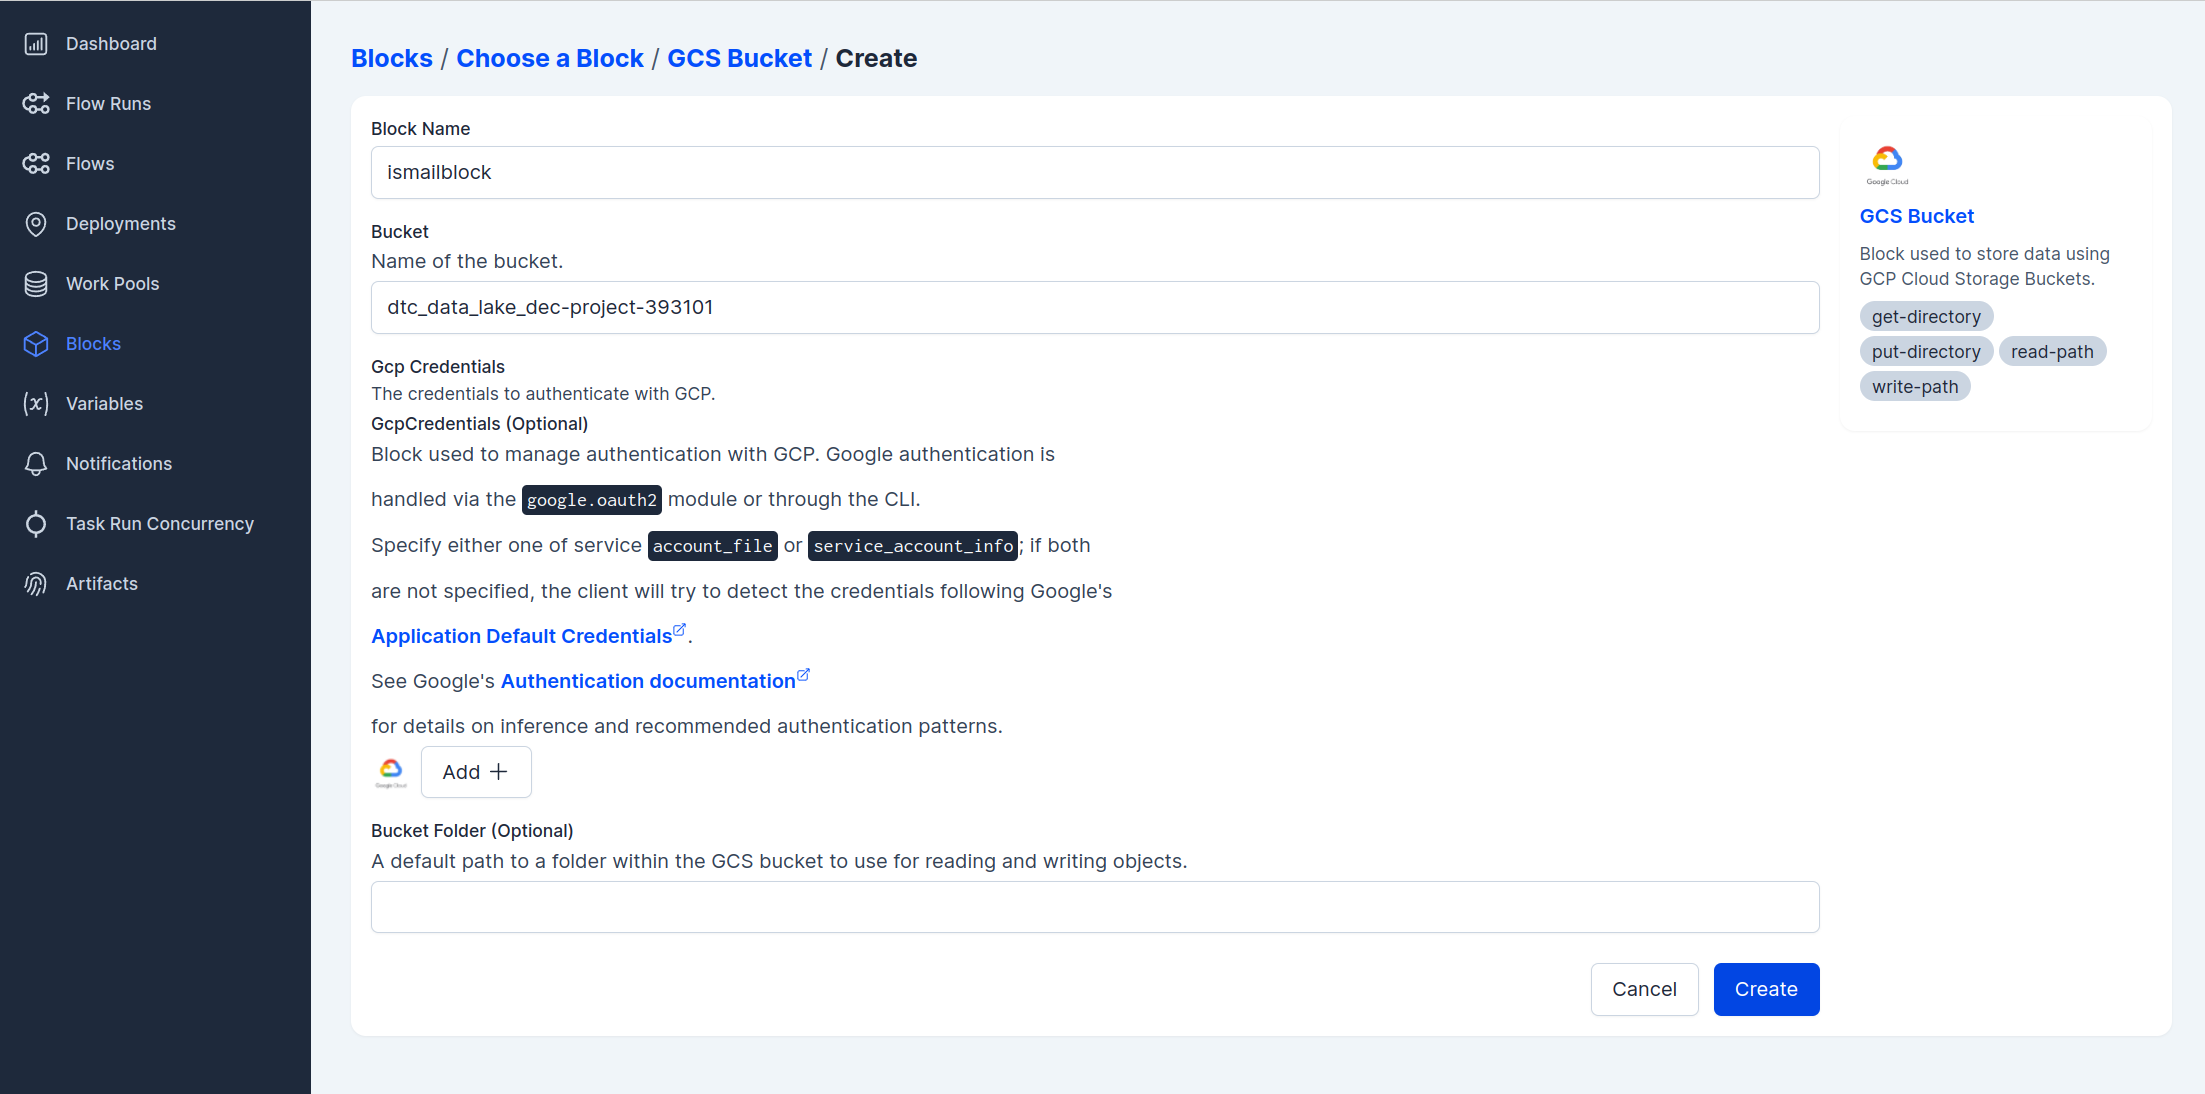 Dashboard
Flow Runs
Flows
Deployments
Work Pools
Blocks
Variables
Notifications
Task Run Concurrency
Artifacts
Blocks / Choose a Block / GCS Bucket / Create
Block Name
ismailblock
Bucket
Name of the bucket.
dtc_data_lake_dec-project-393101
Gcp Credentials
The credentials to authenticate with GCP.
GcpCredentials (Optional)
Block used to manage authentication with GCP. Google authentication is
handled via the google.oauth2 module or through the CLI.
Specify either one of service account_file or service_account_info; if both
are not specified, the client will try to detect the credentials following Google's
Application Default Credentials.
See Google's Authentication documentation
for details on inference and recommended authentication patterns.
Google Cloud
Add
Bucket Folder (Optional)
A default path to a folder within the GCS bucket to use for reading and writing objects.
Cancel
Create
Google Cloud
GCS Bucket
Block used to store data using
GCP Cloud Storage Buckets.
get-directory
put-directory read-path
write-path